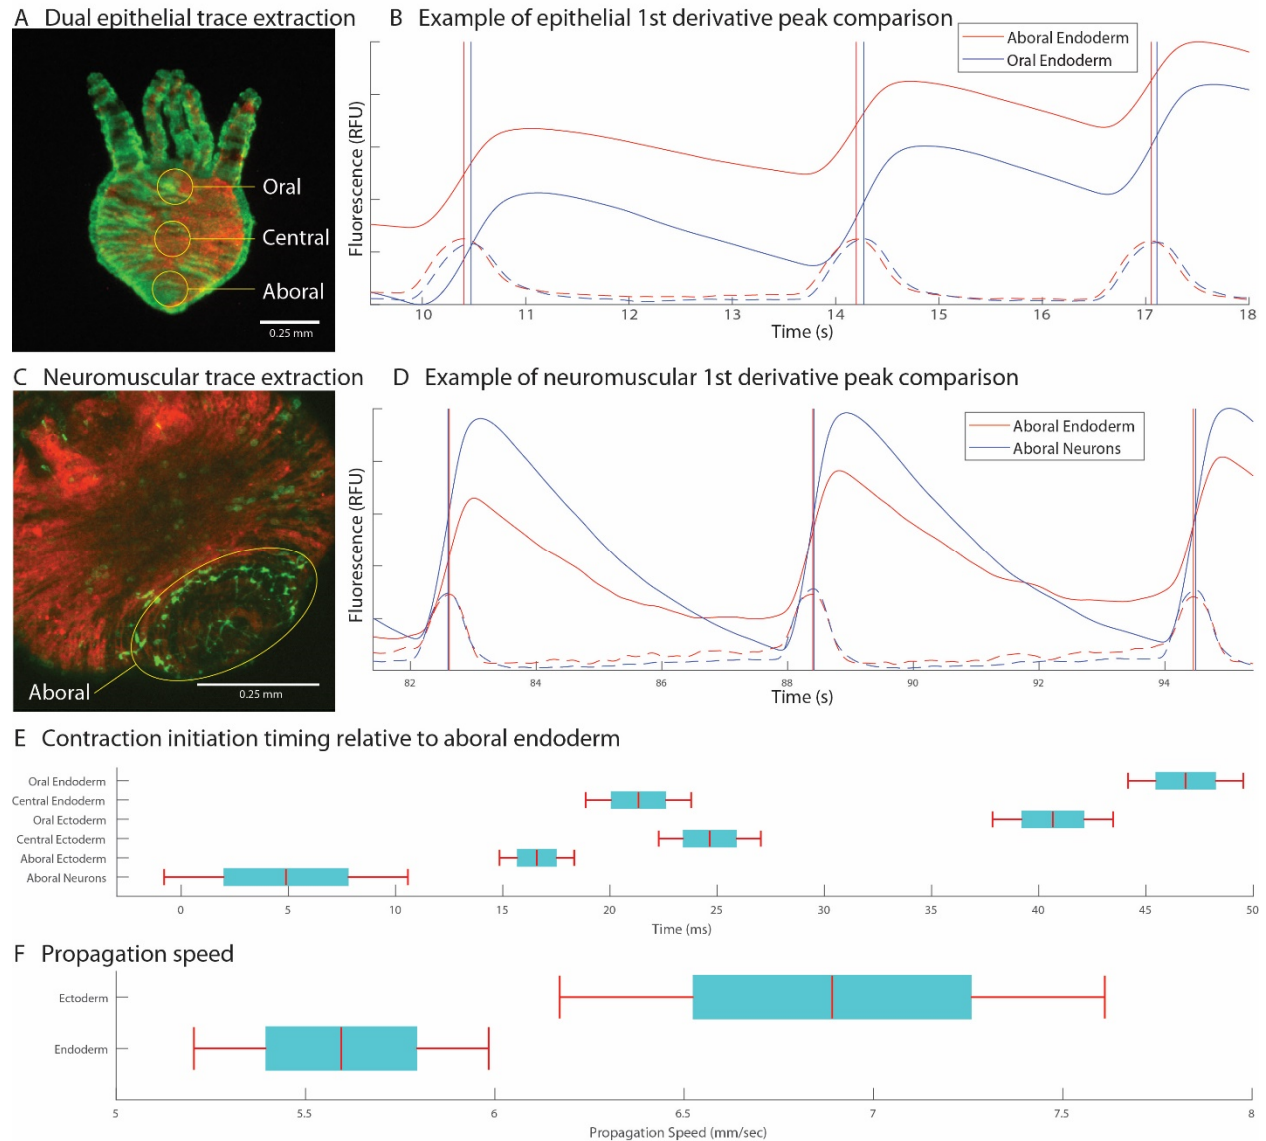 A Dual epithelial trace extraction
Oral
Central
Aboral
0.25 mm
B Example of epithelial 1st derivative peak comparison
Aboral Endoderm
Oral Endoderm
Fluorescence (RFU)
10 11 12 13 14 15 16 17 18
Time (s)
C Neuromuscular trace extraction
Aboral
0.25 mm
D Example of neuromuscular 1st derivative peak comparison
Aboral Endoderm
Aboral Neurons
Fluorescence (RFU)
82 84 86 88 90 92 94
Time (s)
E Contraction initiation timing relative to aboral endoderm
Oral Endoderm
Central Endoderm
Oral Ectoderm
Central Ectoderm
Aboral Ectoderm
Aboral Neurons
0 5 10 15 20 25 30 35 40 45 50
Time (ms)
F Propagation speed
Ectoderm
Endoderm
5 5.5 6 6.5 7 7.5 8
Propagation Speed (mm/sec)